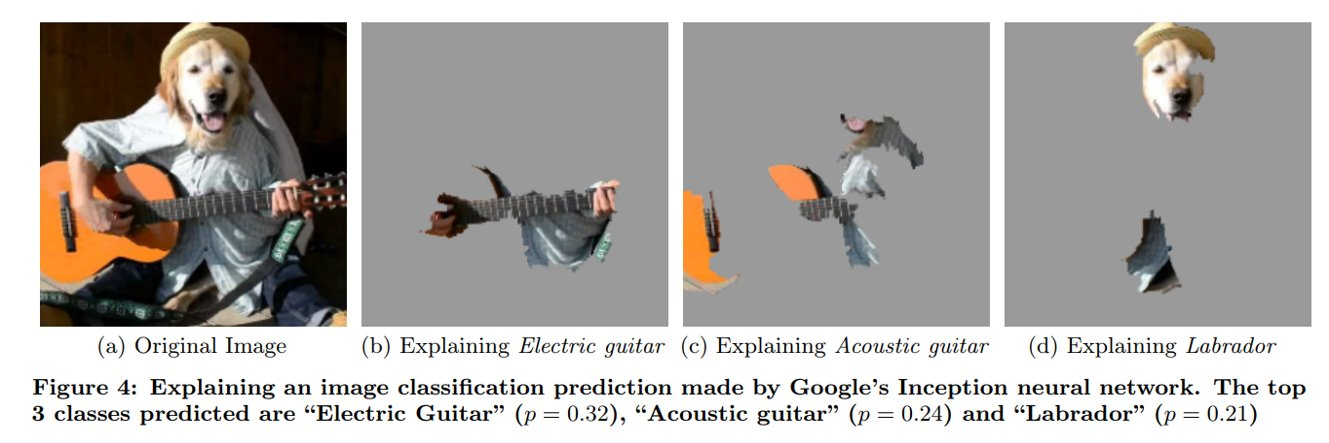 (a) Original Image
(b) Explaining Electric guitar
(c) Explaining Acoustic guitar
(d) Explaining Labrador
Figure 4: Explaining an image classification prediction made by Google's Inception neural network. The top
3 classes predicted are “Electric Guitar” (p = 0.32), “Acoustic guitar” (p = 0.24) and “Labrador” (p = 0.21)